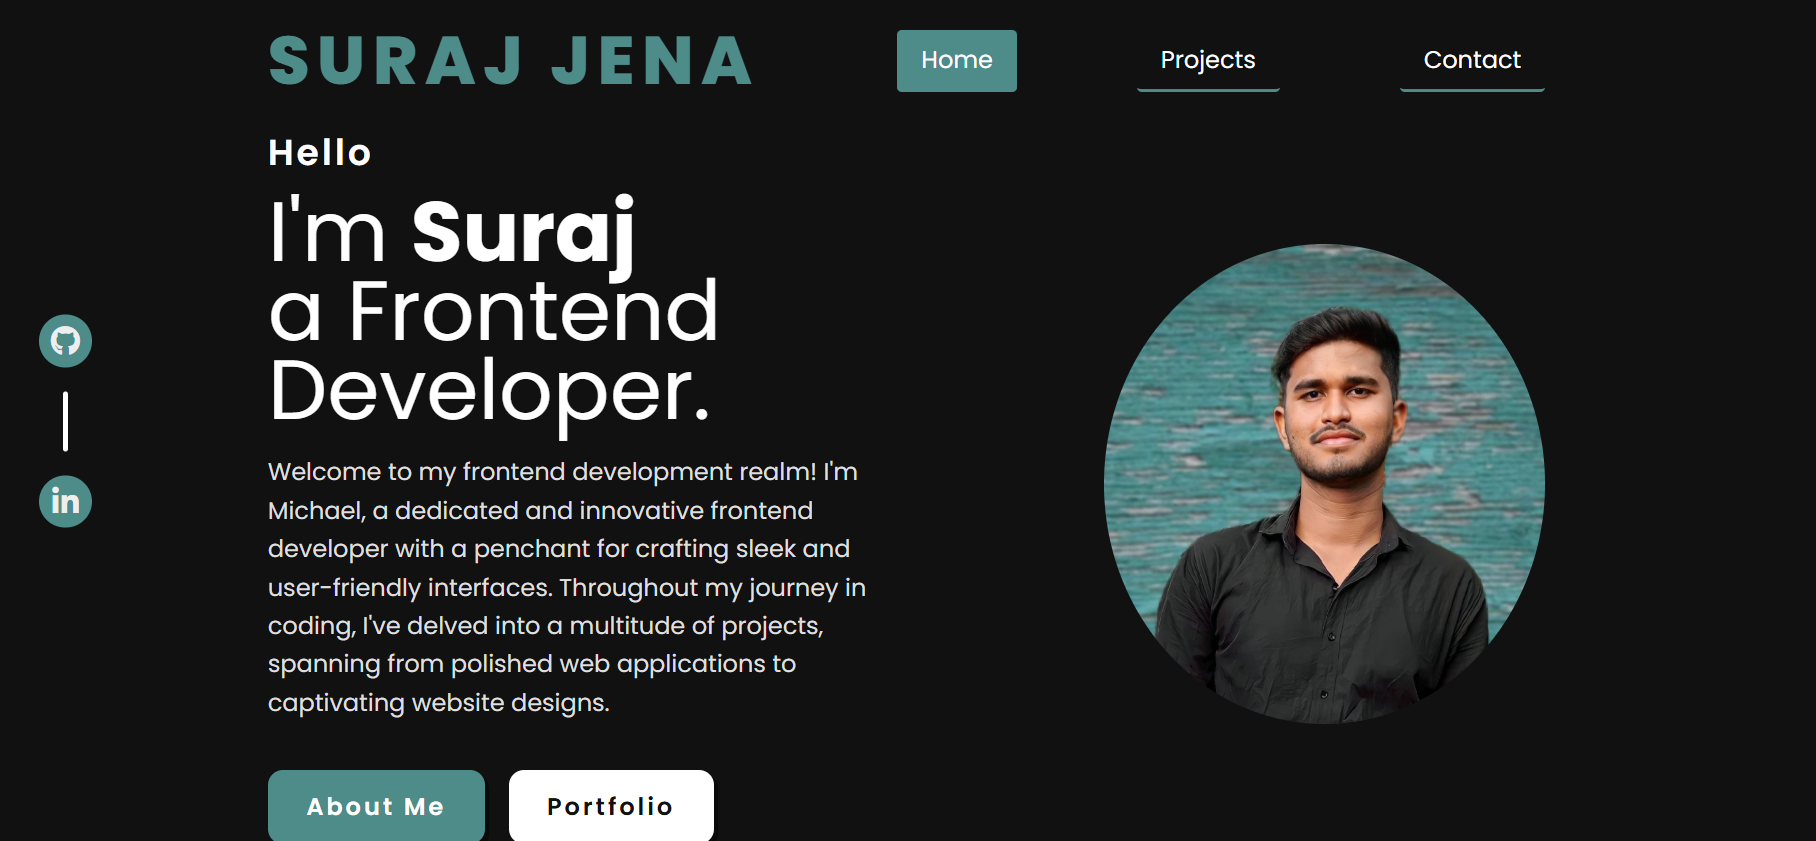 SURAJ JENA
Home
Projects
Contact
Hello
I'm Suraj
a Frontend
Developer.
in
Welcome to my frontend development realm! I'm
Michael, a dedicated and innovative frontend
developer with a penchant for crafting sleek and
user-friendly interfaces. Throughout my journey in
coding, I've delved into a multitude of projects,
spanning from polished web applications to
captivating website designs.
About Me
Portfolio